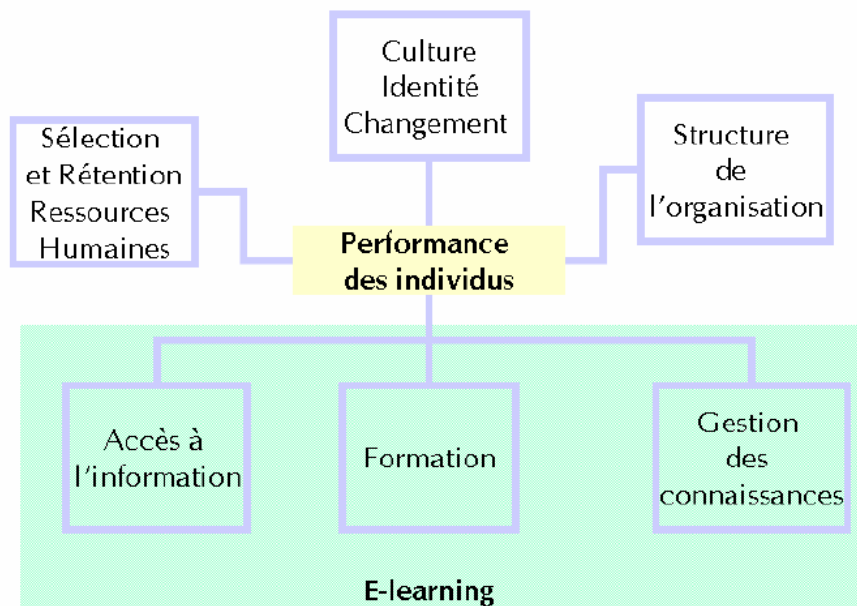 Culture
Identité
Changement
Sélection
et Rétention
Ressources
Humaines
Structure
de
l'organisation
Performance
des individus
Accès à
l'information
Formation
Gestion
des
connaissances
E-learning